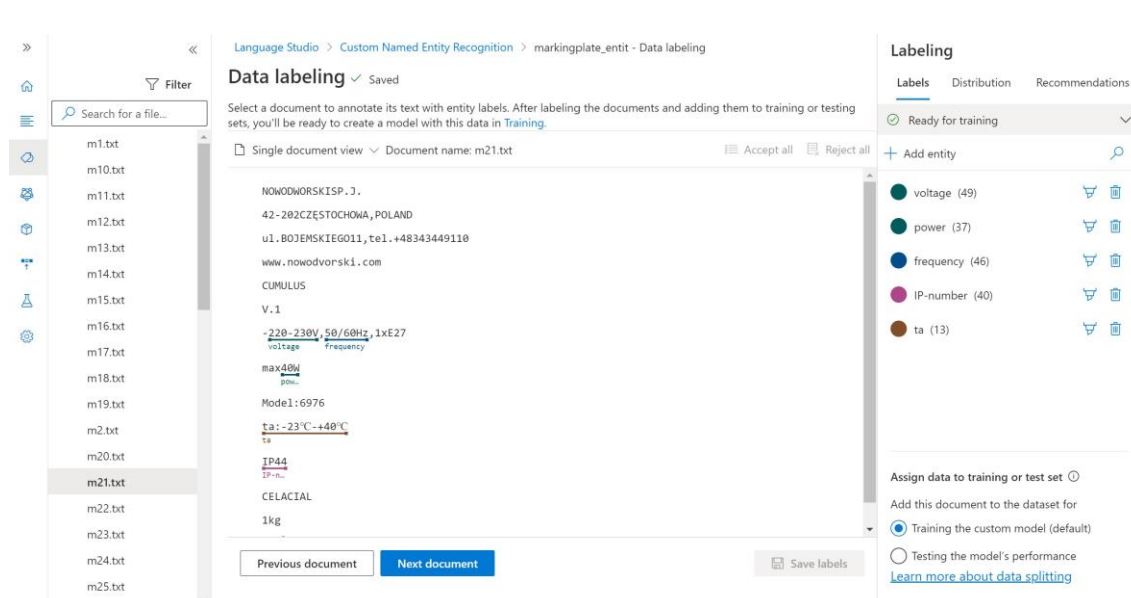 Language Studio > Custom Named Entity Recognition > markingplate_entit - Data labeling
Filter
Search for a file...
m1.txt
m10.txt
m11.txt
m12.txt
m13.txt
m14.txt
m15.txt
m16.txt
m17.txt
m18.txt
m19.txt
m2.txt
m20.txt
m21.txt
m22.txt
m23.txt
m24.txt
m25.txt
Data labeling Saved
Select a document to annotate its text with entity labels. After labeling the documents and adding them to training or testing
sets, you'll be ready to create a model with this data in Training.
Single document view Document name: m21.txt
Accept all Reject all
NOWODWORSKISP.J.
42-202CZĘSTOCHOWA,POLAND
ul.BOJEMSKIEGO11,tel.+48343449110
www.nowodvorski.com
CUMULUS
V.1
-220-230V,50/60Hz,1xE27
voltage frequency
max40W
pow…
Model:6976
ta:-23℃-+40℃
ta
IP44
IP-n…
CELACIAL
1kg
Previous document Next document Save labels
Labeling
Labels Distribution Recommendations
Ready for training
Add entity
voltage (49)
power (37)
frequency (46)
IP-number (40)
ta (13)
Assign data to training or test set
Add this document to the dataset for
Training the custom model (default)
Testing the model's performance
Learn more about data splitting